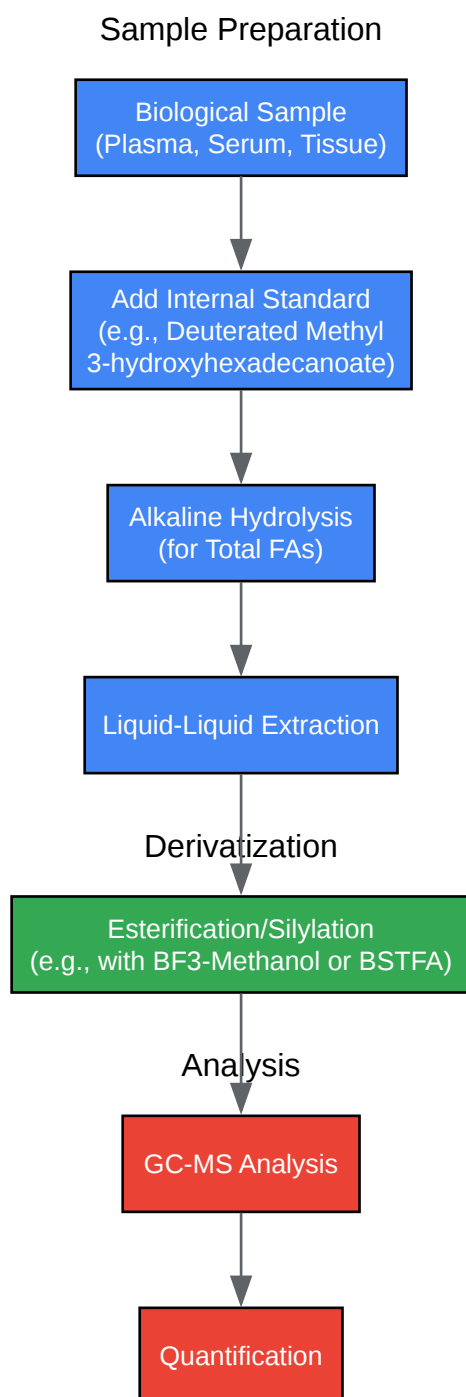 Sample Preparation
Biological Sample
(Plasma, Serum, Tissue)
Add Internal Standard
(e.g., Deuterated Methyl
3-hydroxyhexadecanoate)
Alkaline Hydrolysis
(for Total FAs)
Liquid-Liquid Extraction
Derivatization
Esterification/Silylation
(e.g., with BF3-Methanol or BSTFA)
Analysis
GC-MS Analysis
Quantification